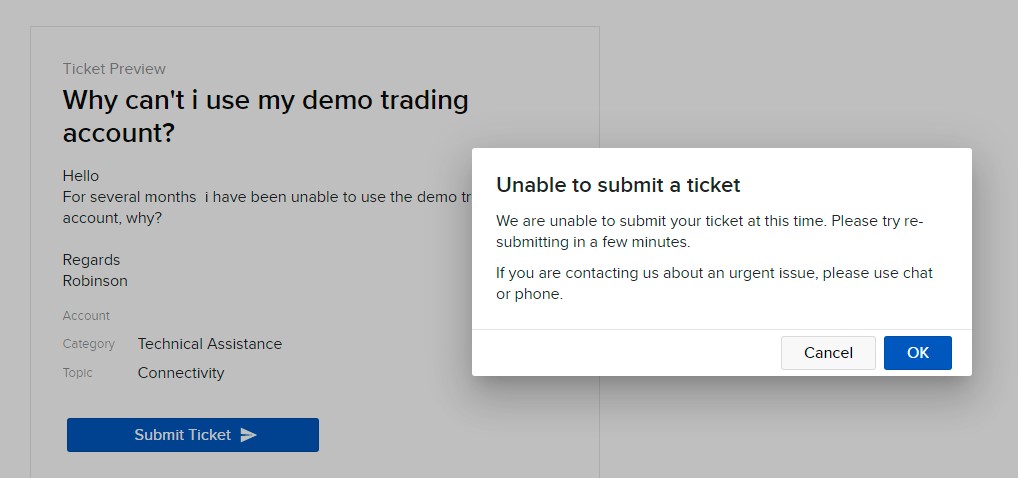 Ticket Preview
Why can't i use my demo trading
account?
Hello
For several months  i have been unable to use the demo tr
account, why?
Regards
Robinson
Account
Category Technical Assistance
Topic Connectivity
Submit Ticket
Unable to submit a ticket
We are unable to submit your ticket at this time. Please try re-
submitting in a few minutes.
If you are contacting us about an urgent issue, please use chat
or phone.
Cancel OK